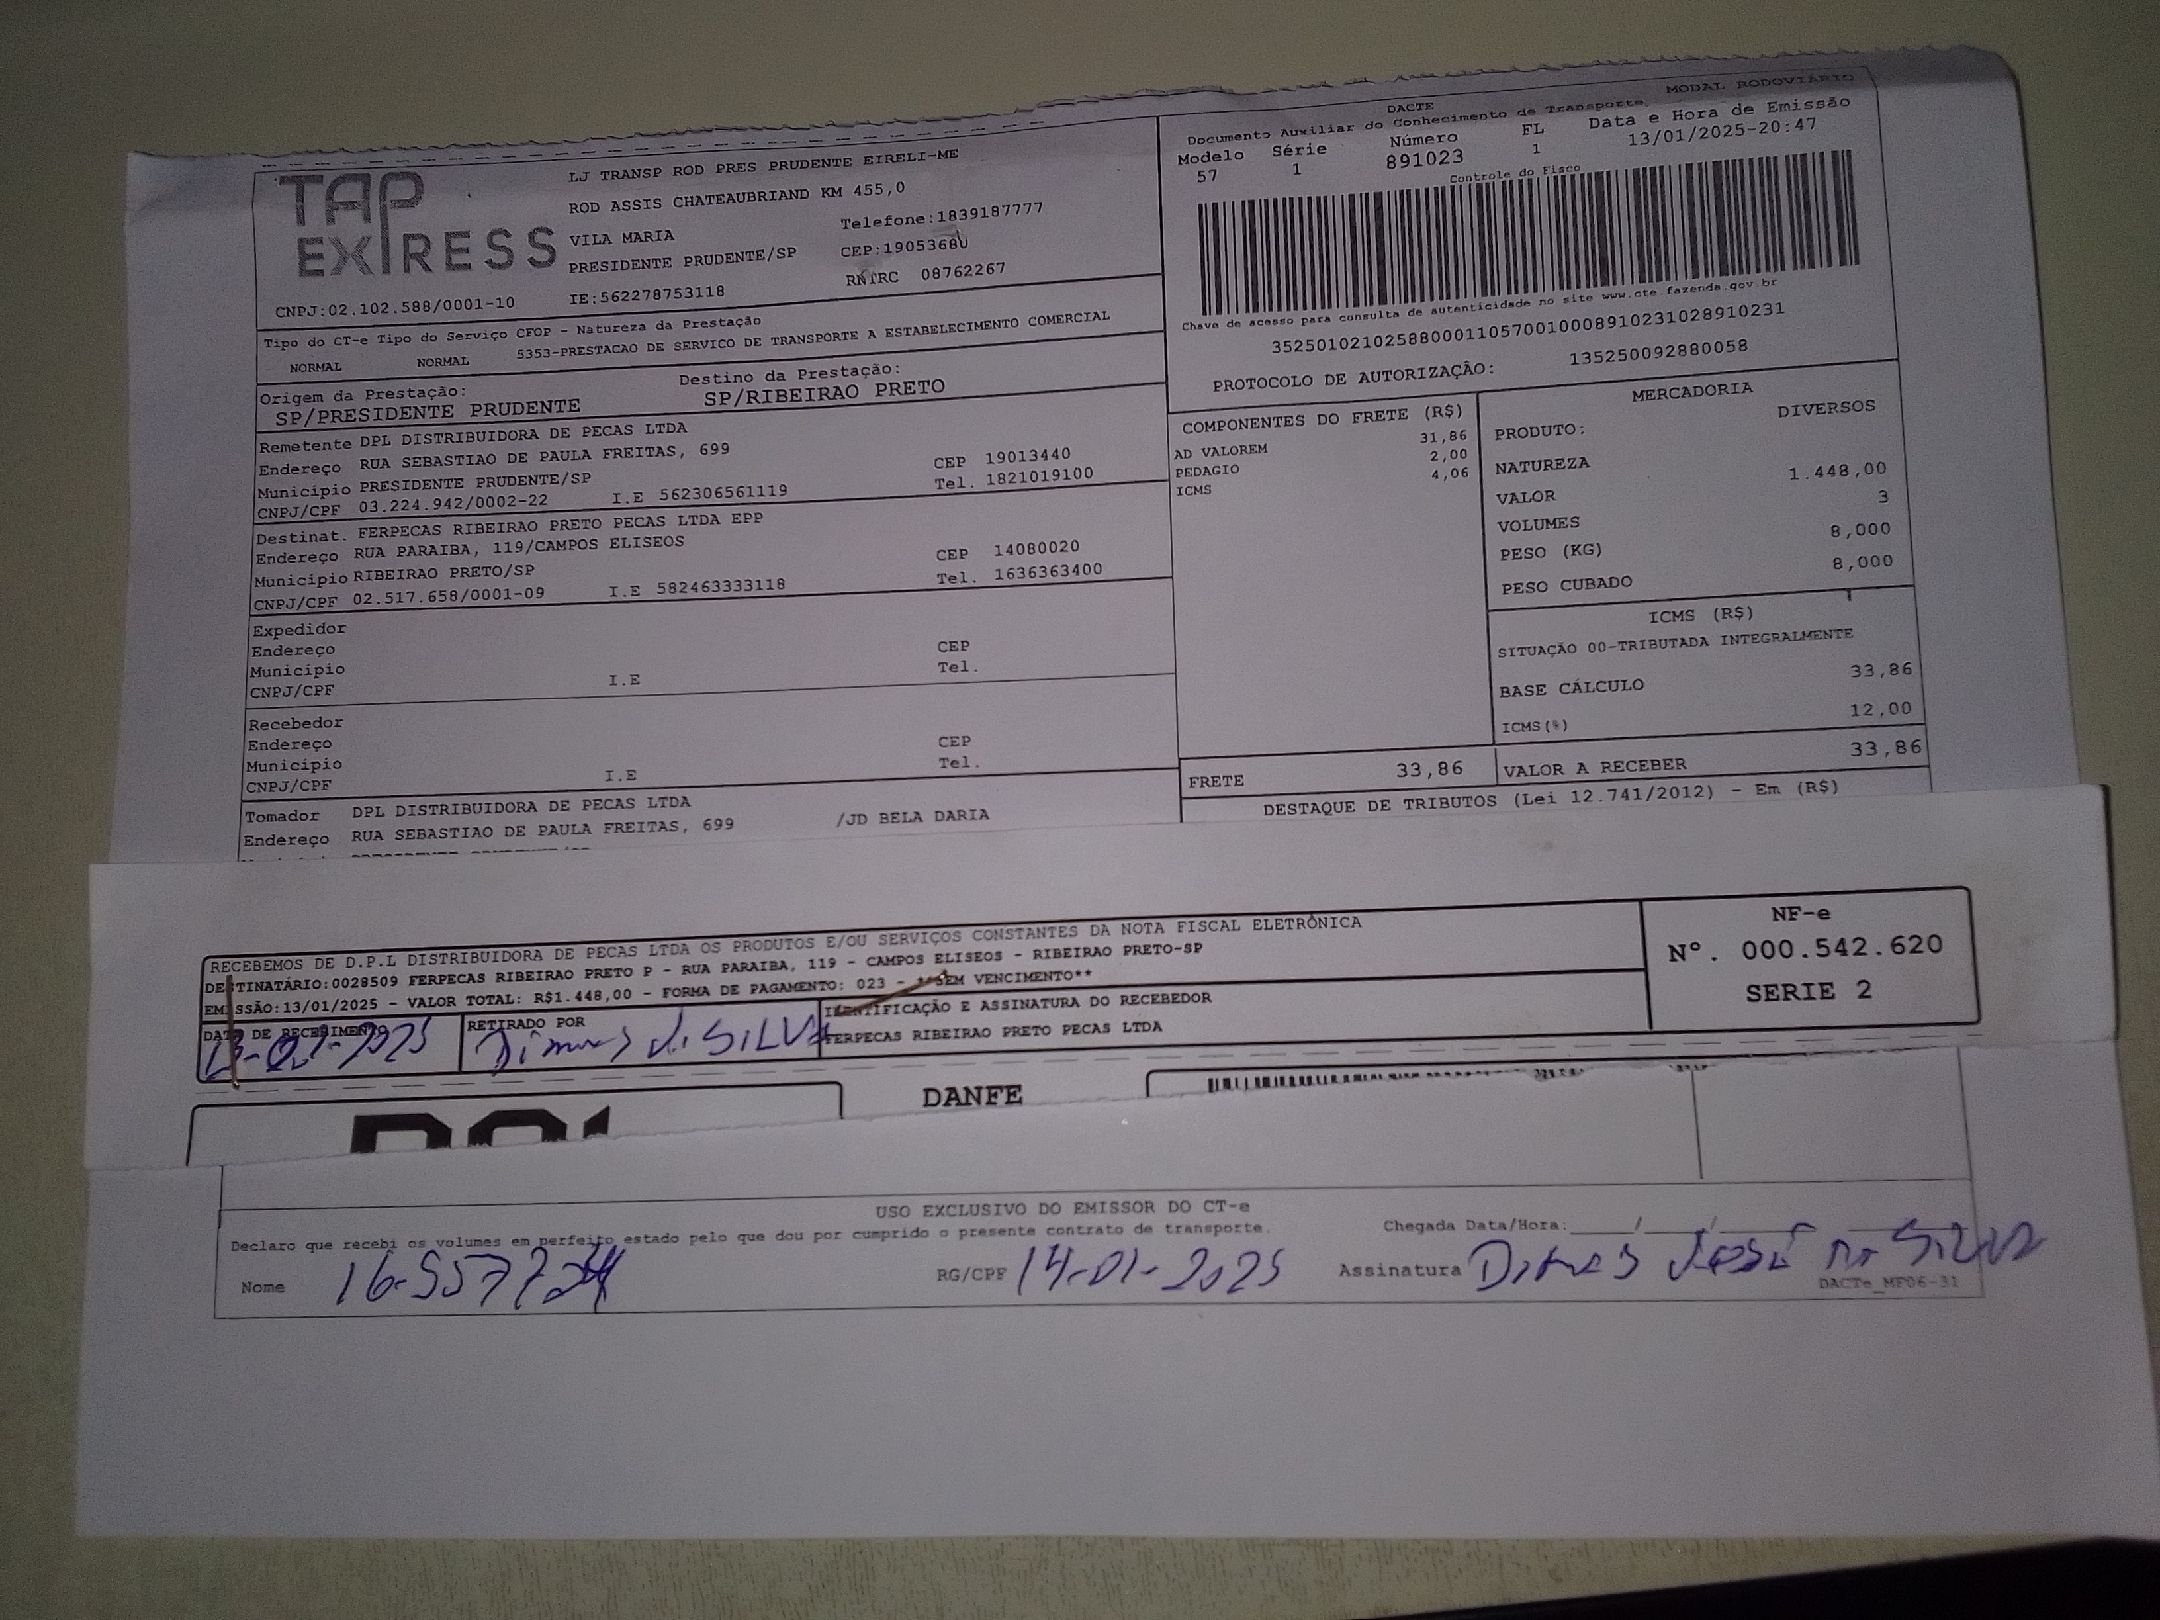 DACTE MODAL RODOVIÁRIO
Documento Auxiliar do Conhecimento de Transporte
Modelo Série Número FL Data e Hora de Emissão
57 1 891023 1 13/01/2025-20:47
Controle do Fisco
TAP EXPRESS
LJ TRANSP ROD PRES PRUDENTE EIRELI-ME
ROD ASSIS CHATEAUBRIAND KM 455,0
VILA MARIA Telefone:1839187777
PRESIDENTE PRUDENTE/SP CEP:19053680
CNPJ:02.102.588/0001-10 IE:562278753118 RNTRC 08762267
Chave de acesso para consulta de autenticidade no site www.cte.fazenda.gov.br
35250102102588000110570010008910231028910231
PROTOCOLO DE AUTORIZAÇÃO: 135250092880058
Tipo do CT-e Tipo do Serviço CFOP - Natureza da Prestação
NORMAL NORMAL 5353-PRESTACAO DE SERVICO DE TRANSPORTE A ESTABELECIMENTO COMERCIAL
Origem da Prestação: Destino da Prestação:
SP/PRESIDENTE PRUDENTE SP/RIBEIRAO PRETO
Remetente DPL DISTRIBUIDORA DE PECAS LTDA
Endereço RUA SEBASTIAO DE PAULA FREITAS, 699
Município PRESIDENTE PRUDENTE/SP CEP 19013440
CNPJ/CPF 03.224.942/0002-22 I.E 562306561119 Tel. 1821019100
Destinat. FERPECAS RIBEIRAO PRETO PECAS LTDA EPP
Endereço RUA PARAIBA, 119/CAMPOS ELISEOS
Município RIBEIRAO PRETO/SP CEP 14080020
CNPJ/CPF 02.517.658/0001-09 I.E 582463333118 Tel. 1636363400
Expedidor
Endereço
Município CEP
CNPJ/CPF I.E Tel.
Recebedor
Endereço
Município CEP
CNPJ/CPF I.E Tel.
Tomador DPL DISTRIBUIDORA DE PECAS LTDA
Endereço RUA SEBASTIAO DE PAULA FREITAS, 699 /JD BELA DARIA
COMPONENTES DO FRETE (R$)
AD VALOREM 31,86
PEDAGIO 2,00
ICMS 4,06
MERCADORIA
PRODUTO: DIVERSOS
NATUREZA
VALOR 1.448,00
VOLUMES 3
PESO (KG) 8,000
PESO CUBADO 8,000
ICMS (R$)
SITUAÇÃO 00-TRIBUTADA INTEGRALMENTE
BASE CÁLCULO 33,86
ICMS(%) 12,00
FRETE 33,86 VALOR A RECEBER 33,86
DESTAQUE DE TRIBUTOS (Lei 12.741/2012) - Em (R$)
RECEBEMOS DE D.P.L DISTRIBUIDORA DE PECAS LTDA OS PRODUTOS E/OU SERVIÇOS CONSTANTES DA NOTA FISCAL ELETRÔNICA
DESTINATÁRIO:0028509 FERPECAS RIBEIRAO PRETO P - RUA PARAIBA, 119 - CAMPOS ELISEOS - RIBEIRAO PRETO-SP
EMISSÃO:13/01/2025 - VALOR TOTAL: R$1.448,00 - FORMA DE PAGAMENTO: 023 - **SEM VENCIMENTO**
DATA DE RECEBIMENTO RETIRADO POR IDENTIFICAÇÃO E ASSINATURA DO RECEBEDOR
SILVA FERPECAS RIBEIRAO PRETO PECAS LTDA
NF-e
Nº. 000.542.620
SERIE 2
DANFE
USO EXCLUSIVO DO EMISSOR DO CT-e
Declaro que recebi os volumes em perfeito estado pelo que dou por cumprido o presente contrato de transporte. Chegada Data/Hora:___/___/___
Nome RG/CPF 14-01-2025 Assinatura Silva
DACTe_MF06-31